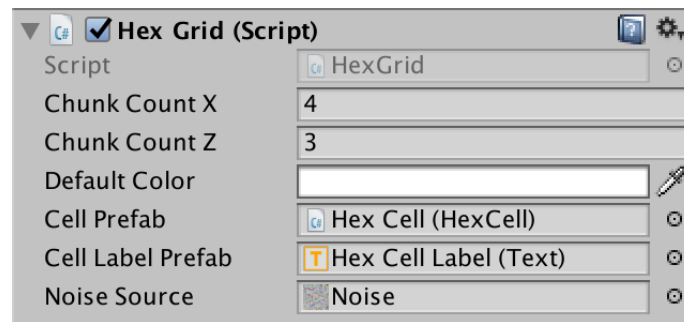 Hex Grid (Script)
Script HexGrid
Chunk Count X 4
Chunk Count Z 3
Default Color
Cell Prefab Hex Cell (HexCell)
Cell Label Prefab Hex Cell Label (Text)
Noise Source Noise